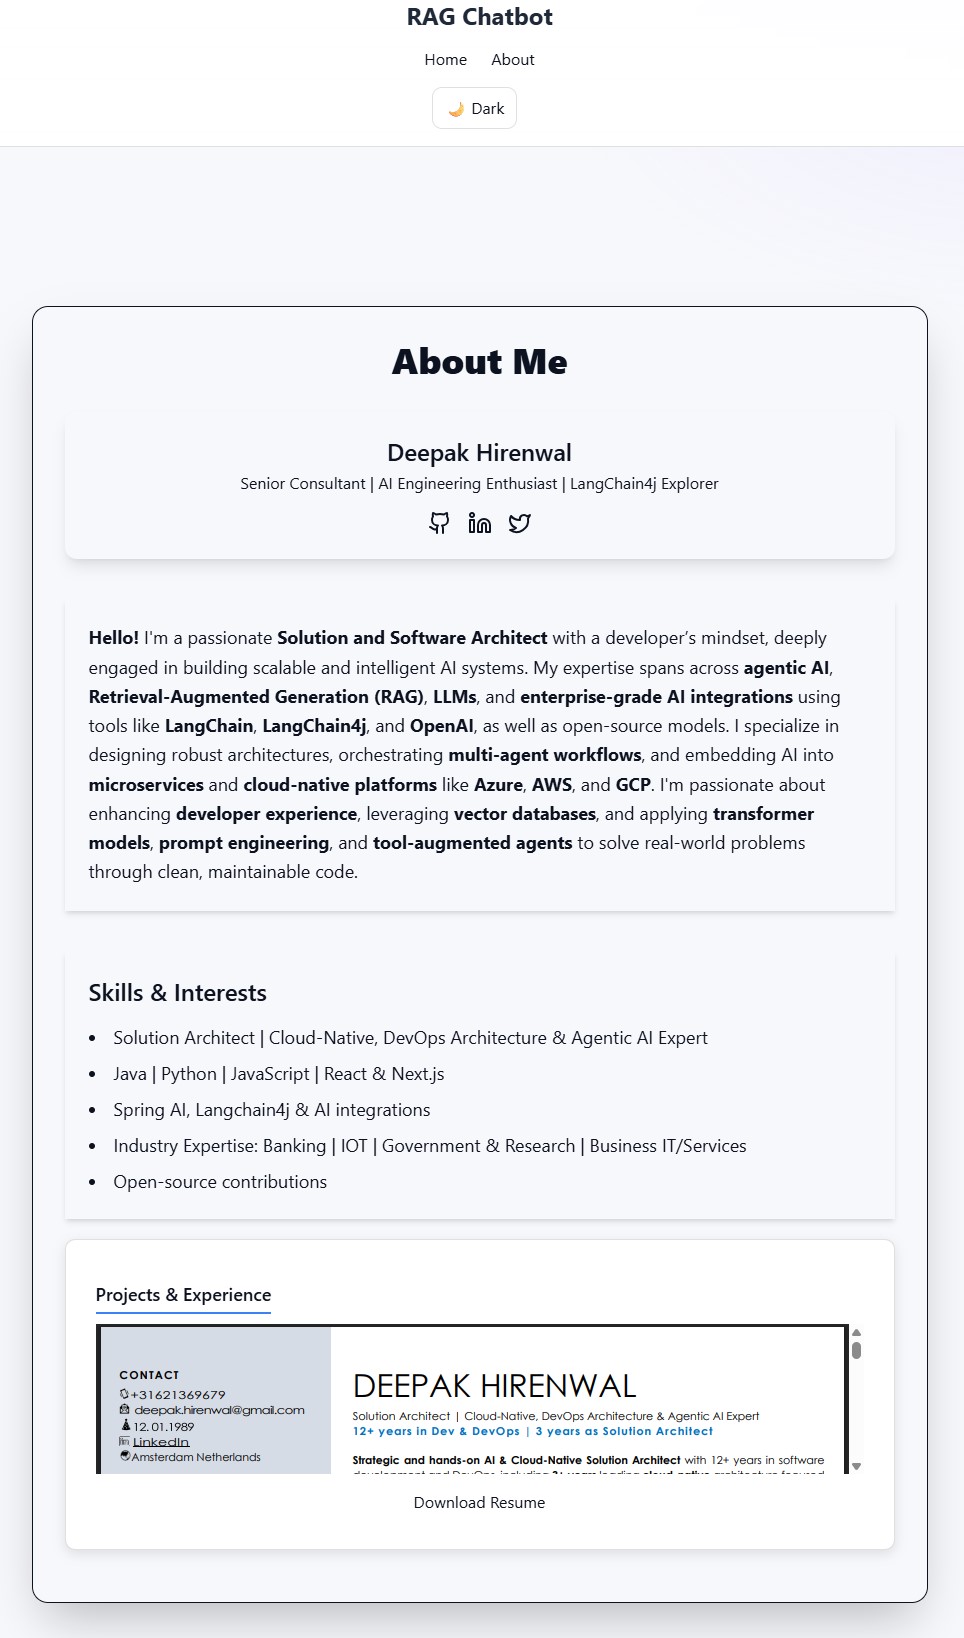 RAG Chatbot
Home About
🌙 Dark
About Me
Deepak Hirenwal
Senior Consultant | AI Engineering Enthusiast | LangChain4j Explorer
Hello! I'm a passionate Solution and Software Architect with a developer’s mindset, deeply
engaged in building scalable and intelligent AI systems. My expertise spans across agentic AI,
Retrieval-Augmented Generation (RAG), LLMs, and enterprise-grade AI integrations using
tools like LangChain, LangChain4j, and OpenAI, as well as open-source models. I specialize in
designing robust architectures, orchestrating multi-agent workflows, and embedding AI into
microservices and cloud-native platforms like Azure, AWS, and GCP. I'm passionate about
enhancing developer experience, leveraging vector databases, and applying transformer
models, prompt engineering, and tool-augmented agents to solve real-world problems
through clean, maintainable code.
Skills & Interests
• Solution Architect | Cloud-Native, DevOps Architecture & Agentic AI Expert
• Java | Python | JavaScript | React & Next.js
• Spring AI, Langchain4j & AI integrations
• Industry Expertise: Banking | IOT | Government & Research | Business IT/Services
• Open-source contributions
Projects & Experience
CONTACT
+31621369679
deepak.hirenwal@gmail.com
12.01.1989
LinkedIn
Amsterdam Netherlands
DEEPAK HIRENWAL
Solution Architect | Cloud-Native, DevOps Architecture & Agentic AI Expert
12+ years in Dev & DevOps | 3 years as Solution Architect
Strategic and hands-on AI & Cloud-Native Solution Architect with 12+ years in software
Download Resume